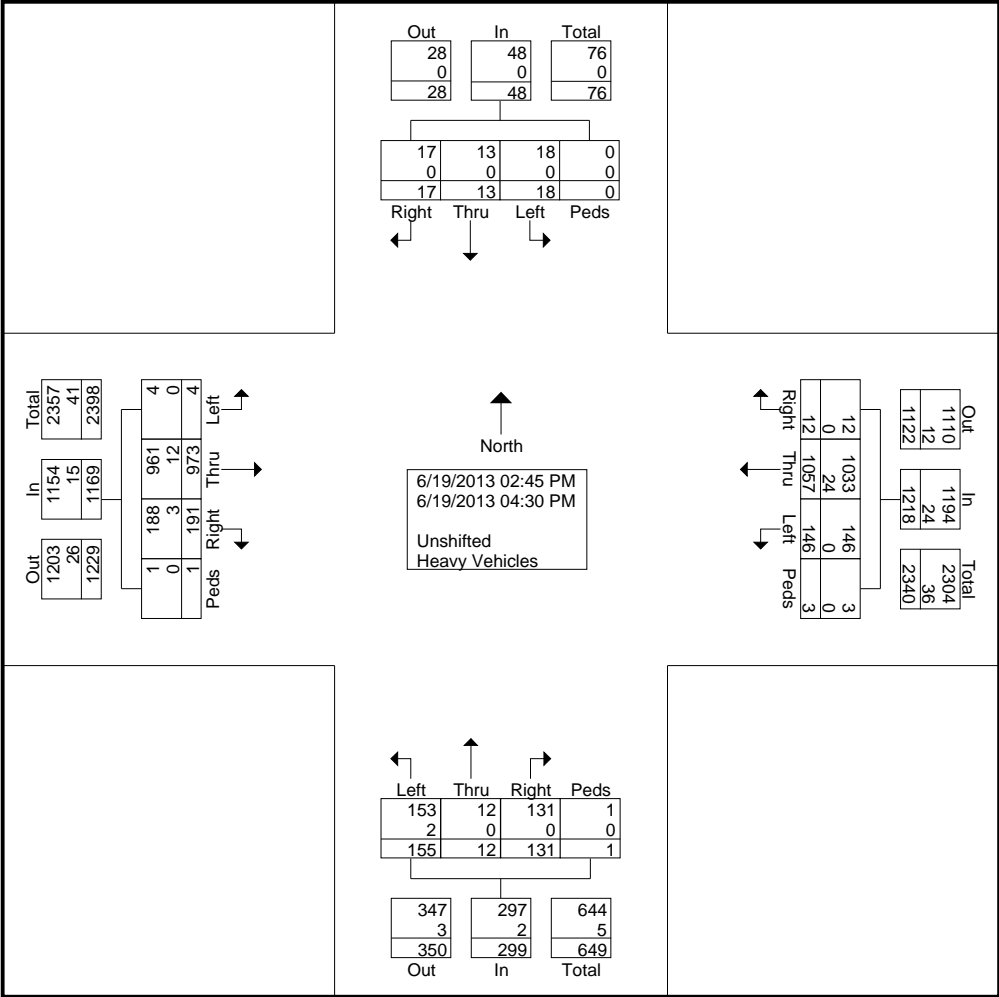 Out In Total
28 48 76
0 0 0
28 48 76
17 13 18 0
0 0 0 0
17 13 18 0
Right Thru Left Peds
Total
2357
41
2398
In
1154
15
1169
Out
1203
26
1229
4 0 4 Left
961 12 973 Thru
188 3 191 Right
1 0 1 Peds
North
6/19/2013 02:45 PM
6/19/2013 04:30 PM
Unshifted
Heavy Vehicles
Right 12 0 12
Thru 1057 24 1033
Left 146 0 146
Peds 3 0 3
Out
1110
12
1122
In
1194
24
1218
Total
2304
36
2340
Left Thru Right Peds
153 12 131 1
2 0 0 0
155 12 131 1
347 297 644
3 2 5
350 299 649
Out In Total